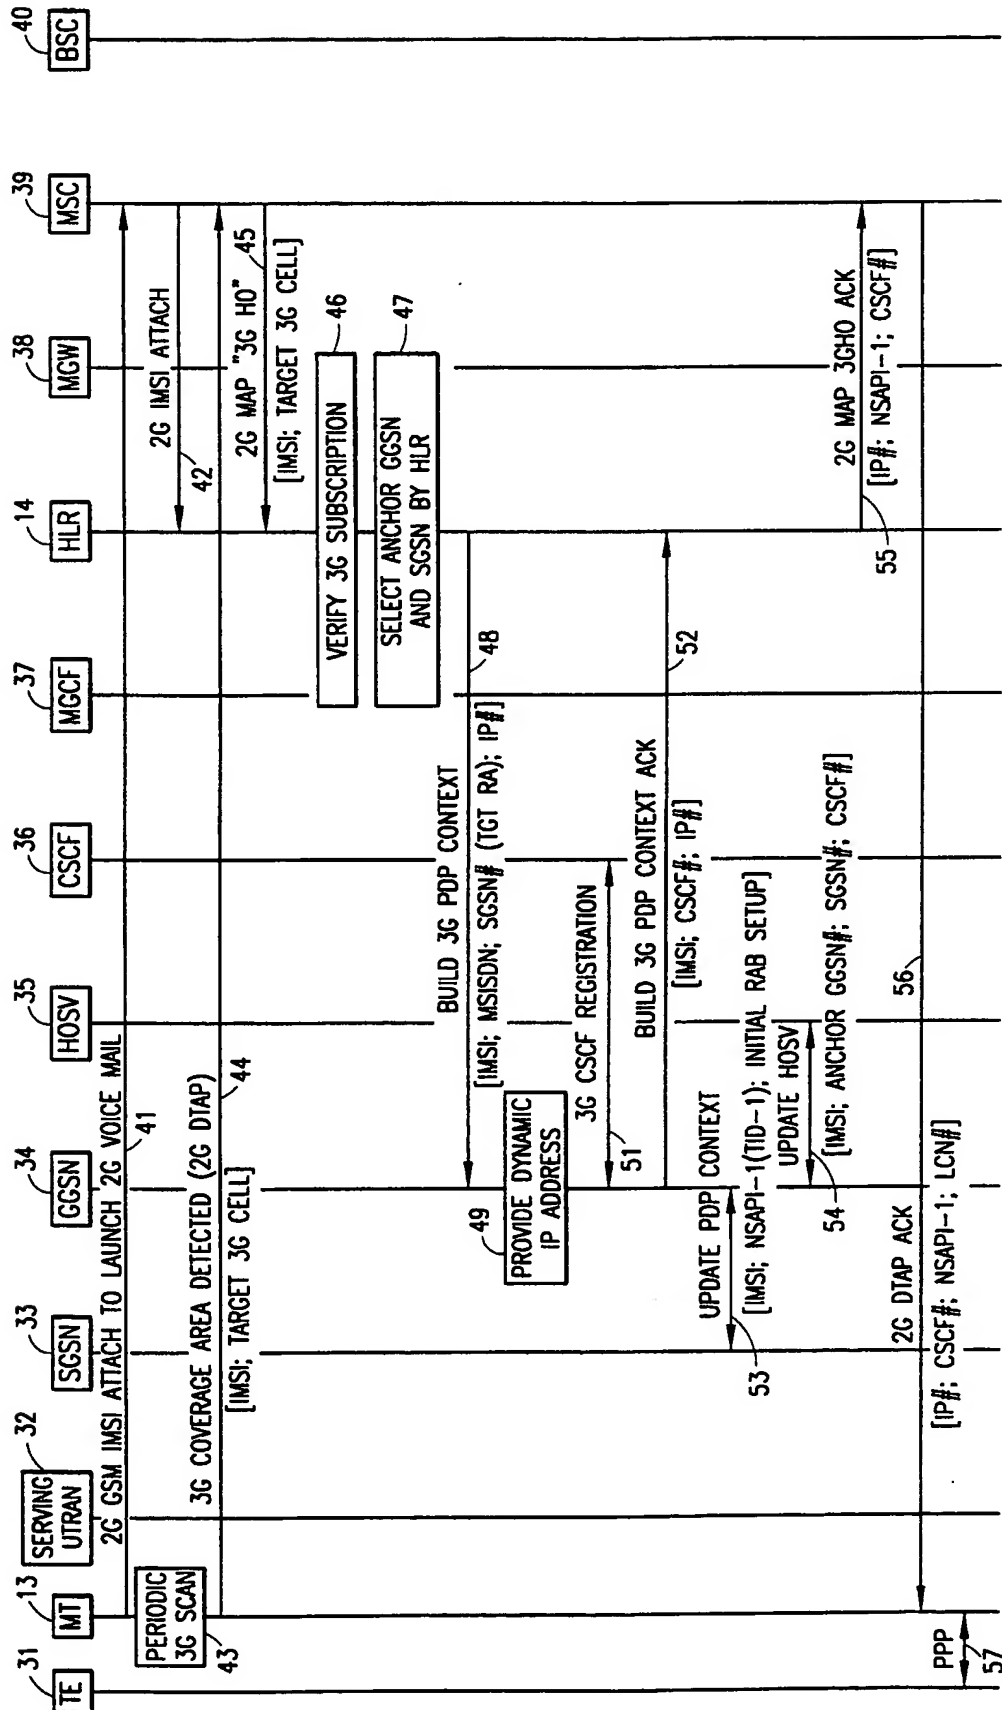 31
TE
13
MT
32
SERVING
UTRAN
33
SGSN
34
GGSN
35
HOSV
36
CSCF
37
MGCF
14
HLR
38
MGW
39
MSC
40
BSC
2G GSM IMSI ATTACH TO LAUNCH 2G VOICE MAIL
41
2G IMSI ATTACH
42
PERIODIC
3G SCAN
43
3G COVERAGE AREA DETECTED (2G DTAP)
44
[IMSI; TARGET 3G CELL]
2G MAP "3G HO"
45
[IMSI; TARGET 3G CELL]
VERIFY 3G SUBSCRIPTION
46
SELECT ANCHOR GGSN
AND SGSN BY HLR
47
BUILD 3G PDP CONTEXT
48
[IMSI; MSISDN; SGSN# (TGT RA); IP#]
49
PROVIDE DYNAMIC
IP ADDRESS
3G CSCF REGISTRATION
51
BUILD 3G PDP CONTEXT ACK
52
[IMSI; CSCF#; IP#]
UPDATE PDP CONTEXT
53
[IMSI; NSAPI-1(TID-1); INITIAL RAB SETUP]
UPDATE HOSV
54
[IMSI; ANCHOR GGSN#; SGSN#; CSCF#]
2G MAP 3GHO ACK
55
[IP#; NSAPI-1; CSCF#]
2G DTAP ACK
56
[IP#; CSCF#; NSAPI-1; LCN#]
PPP
57